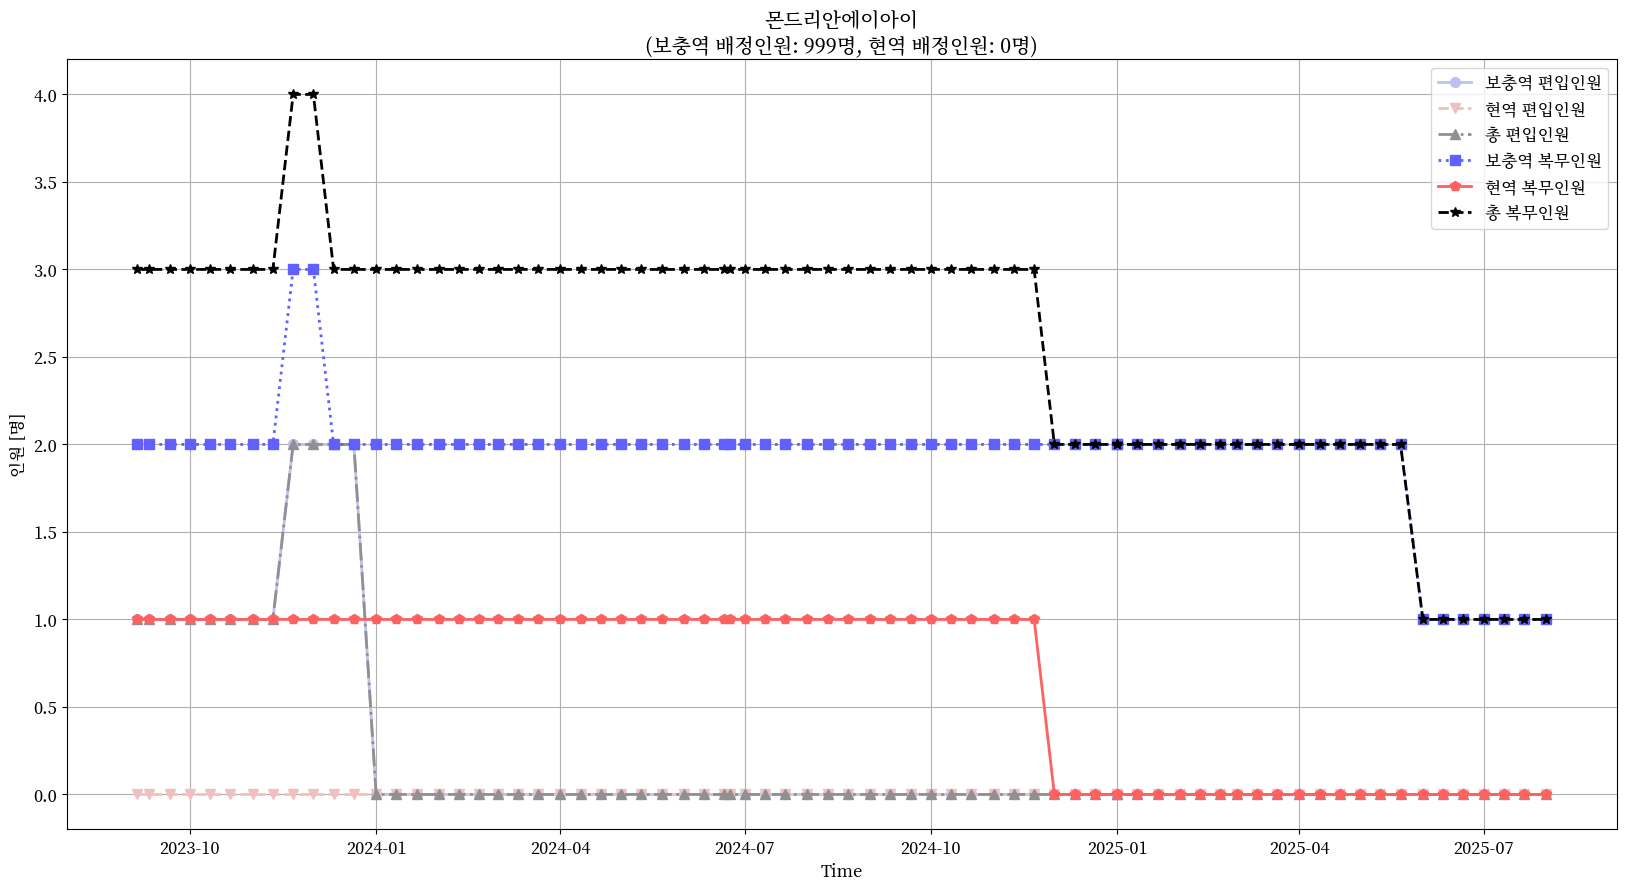 몬드리안에이아이
(보충역 배정인원: 999명, 현역 배정인원: 0명)
보충역 편입인원
현역 편입인원
총 편입인원
보충역 복무인원
현역 복무인원
총 복무인원
4.0
3.5
3.0
2.5
2.0
1.5
1.0
0.5
0.0
인원 [명]
2023-10 2024-01 2024-04 2024-07 2024-10 2025-01 2025-04 2025-07
Time